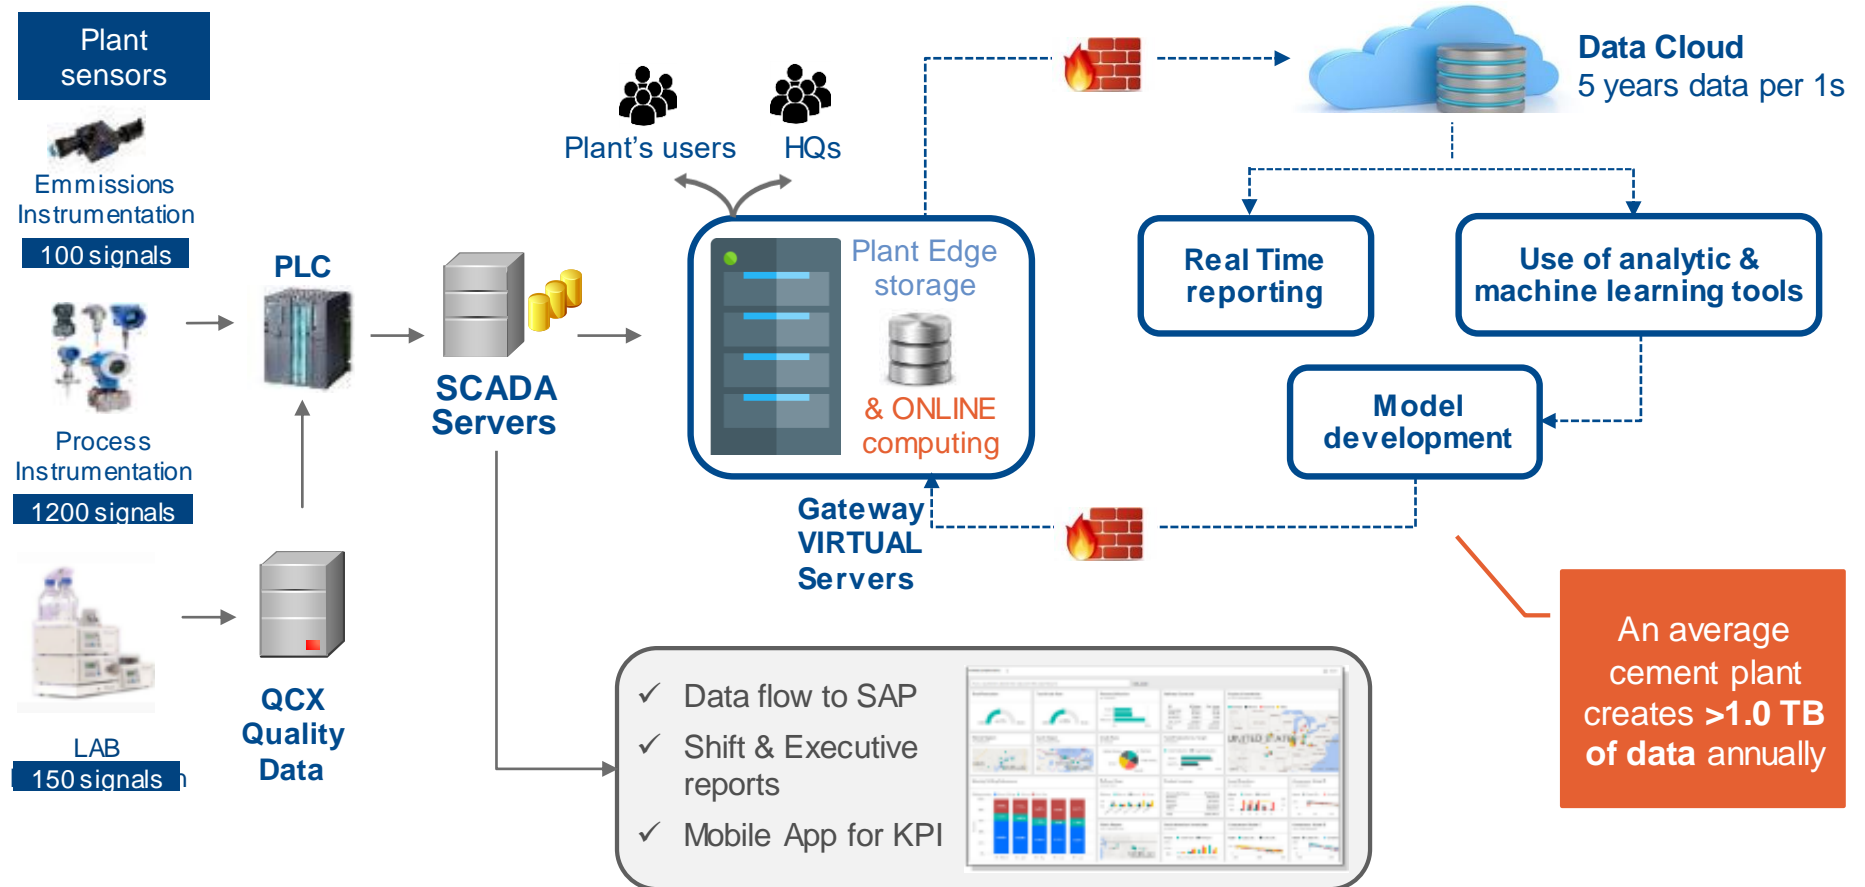 Plant
sensors
Emmissions
Instrumentation
100 signals
Process
Instrumentation
1200 signals
LAB
150 signals
PLC
QCX
Quality
Data
SCADA
Servers
Plant's users
HQs
Plant Edge
storage
& ONLINE
computing
Gateway
VIRTUAL
Servers
Data Cloud
5 years data per 1s
Real Time
reporting
Use of analytic &
machine learning tools
Model
development
An average
cement plant
creates >1.0 TB
of data annually
✓ Data flow to SAP
✓ Shift & Executive
reports
✓ Mobile App for KPI
UNITED STATES